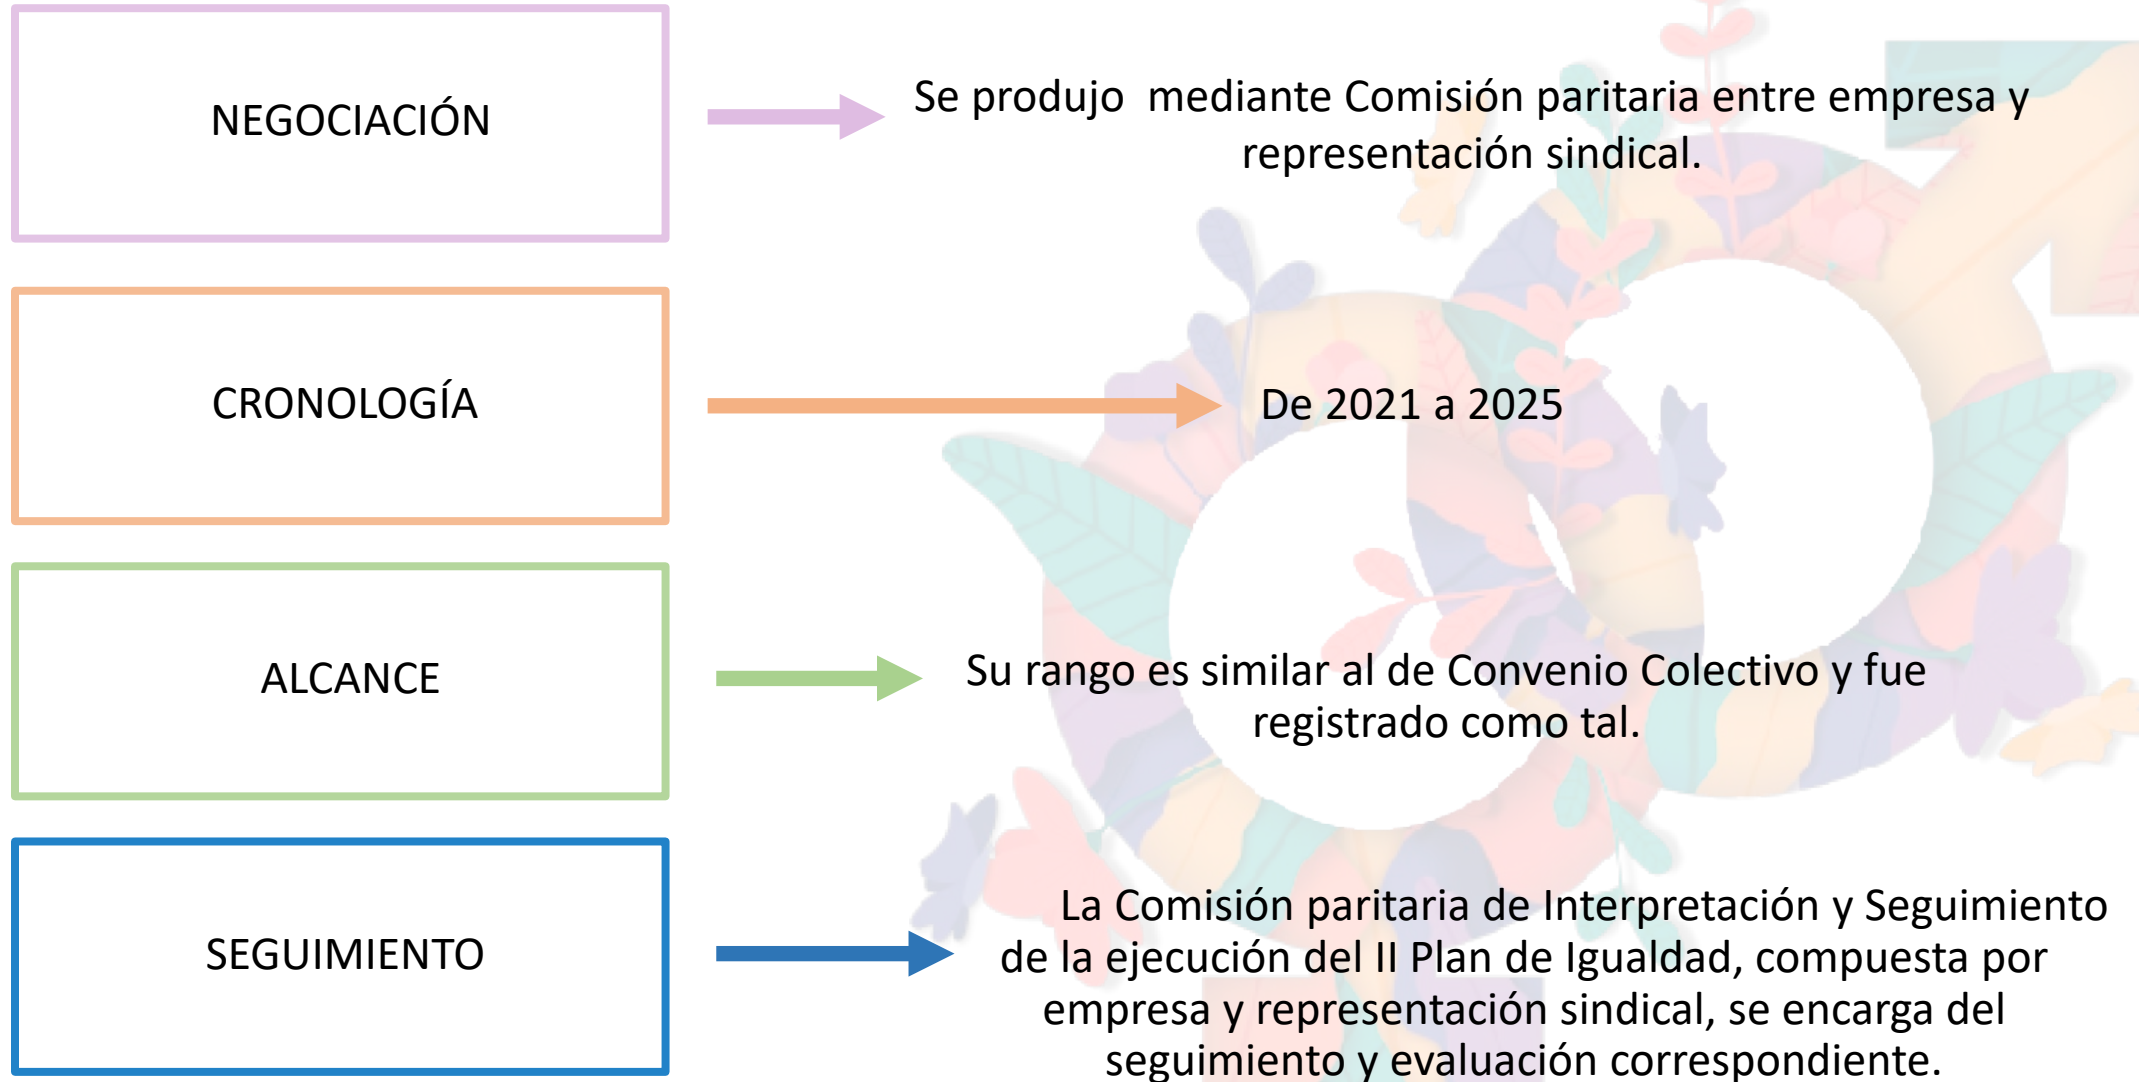 NEGOCIACIÓN
Se produjo mediante Comisión paritaria entre empresa y
representación sindical.
CRONOLOGÍA
De 2021 a 2025
ALCANCE
Su rango es similar al de Convenio Colectivo y fue
registrado como tal.
SEGUIMIENTO
La Comisión paritaria de Interpretación y Seguimiento
de la ejecución del II Plan de Igualdad, compuesta por
empresa y representación sindical, se encarga del
seguimiento y evaluación correspondiente.